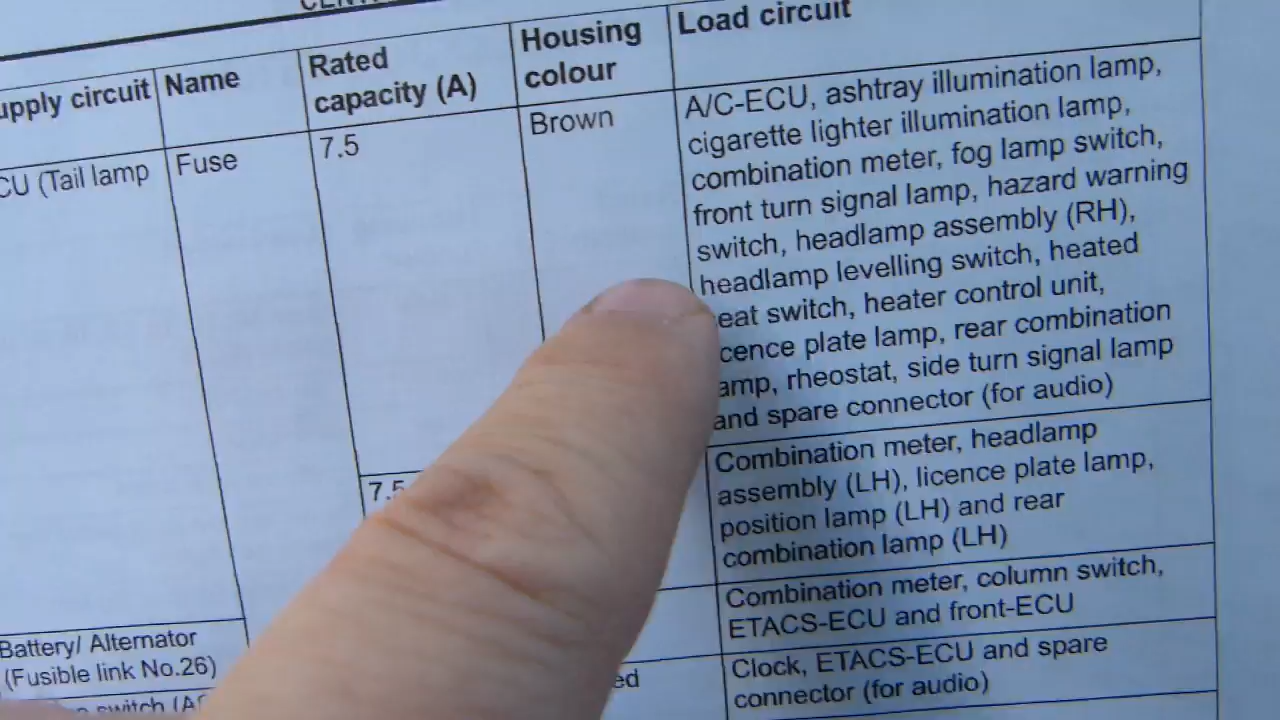 upply circuit Name Rated capacity (A) Housing colour Load circuit
CU (Tail lamp Fuse 7.5 Brown
A/C-ECU, ashtray illumination lamp,
cigarette lighter illumination lamp,
combination meter, fog lamp switch,
front turn signal lamp, hazard warning
switch, headlamp assembly (RH),
headlamp levelling switch, heated
eat switch, heater control unit,
cence plate lamp, rear combination
amp, rheostat, side turn signal lamp
and spare connector (for audio)
7.5
Combination meter, headlamp
assembly (LH), licence plate lamp,
position lamp (LH) and rear
combination lamp (LH)
Battery/ Alternator
(Fusible link No.26)
Combination meter, column switch,
ETACS-ECU and front-ECU
ed
Clock, ETACS-ECU and spare
connector (for audio)
switch